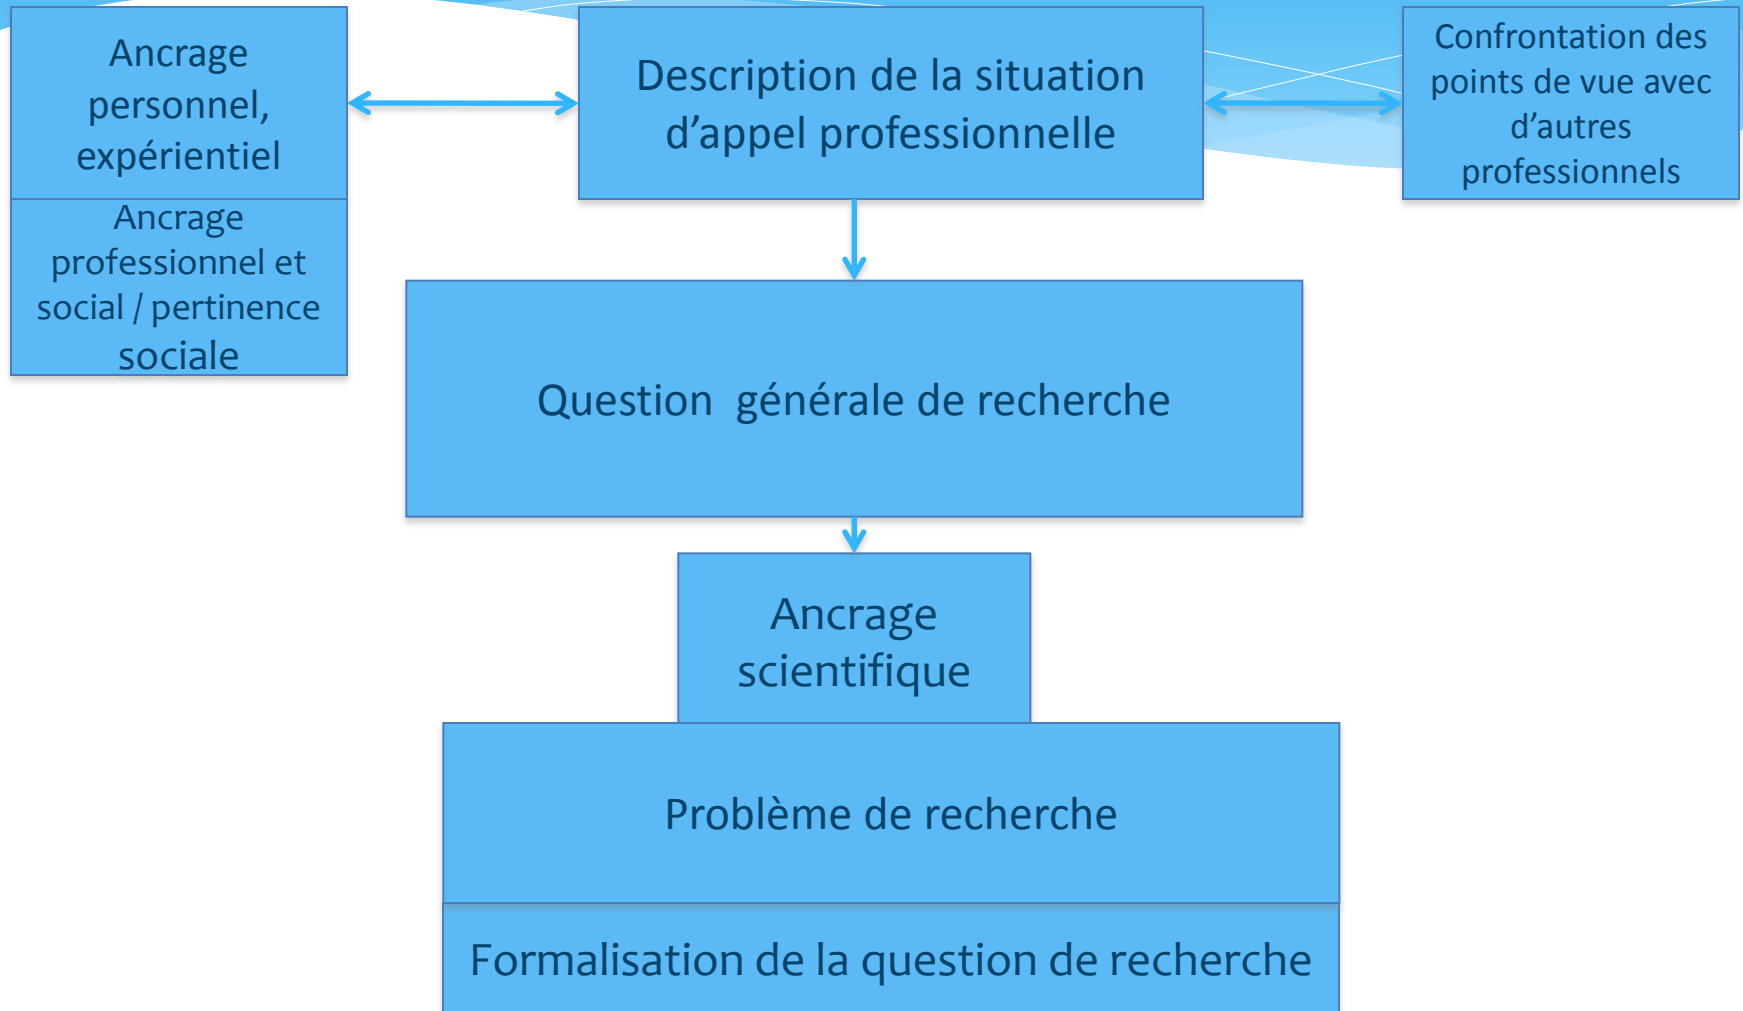 Ancrage
personnel,
expérientiel
Ancrage
professionnel et
social / pertinence
sociale
Description de la situation
d’appel professionnelle
Confrontation des
points de vue avec
d’autres
professionnels
Question  générale de recherche
Ancrage
scientifique
Problème de recherche
Formalisation de la question de recherche